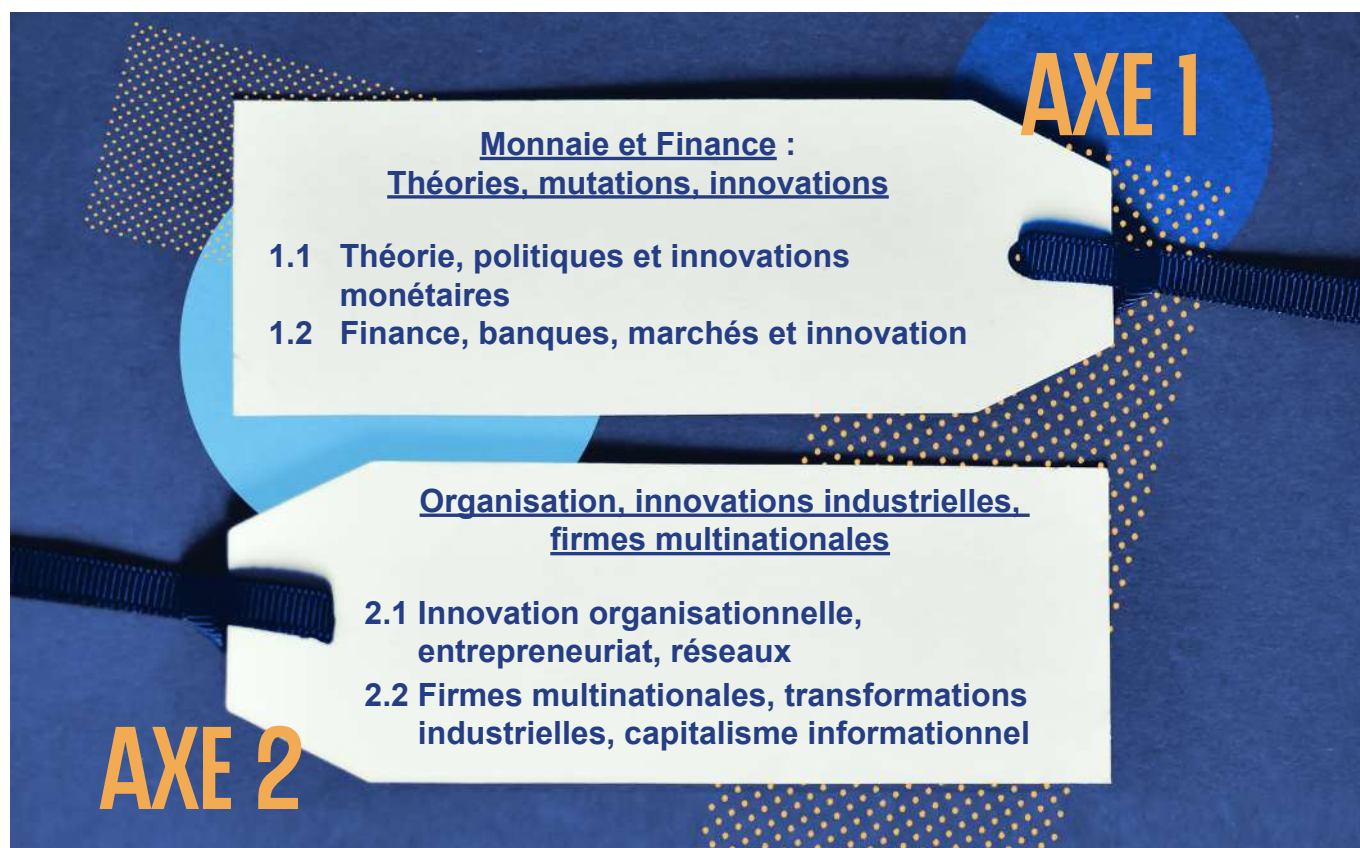 AXE 1
Monnaie et Finance :
Théories, mutations, innovations
1.1 Théorie, politiques et innovations
monétaires
1.2 Finance, banques, marchés et innovation
Organisation, innovations industrielles,
firmes multinationales
2.1 Innovation organisationnelle,
entrepreneuriat, réseaux
2.2 Firmes multinationales, transformations
industrielles, capitalisme informationnel
AXE 2